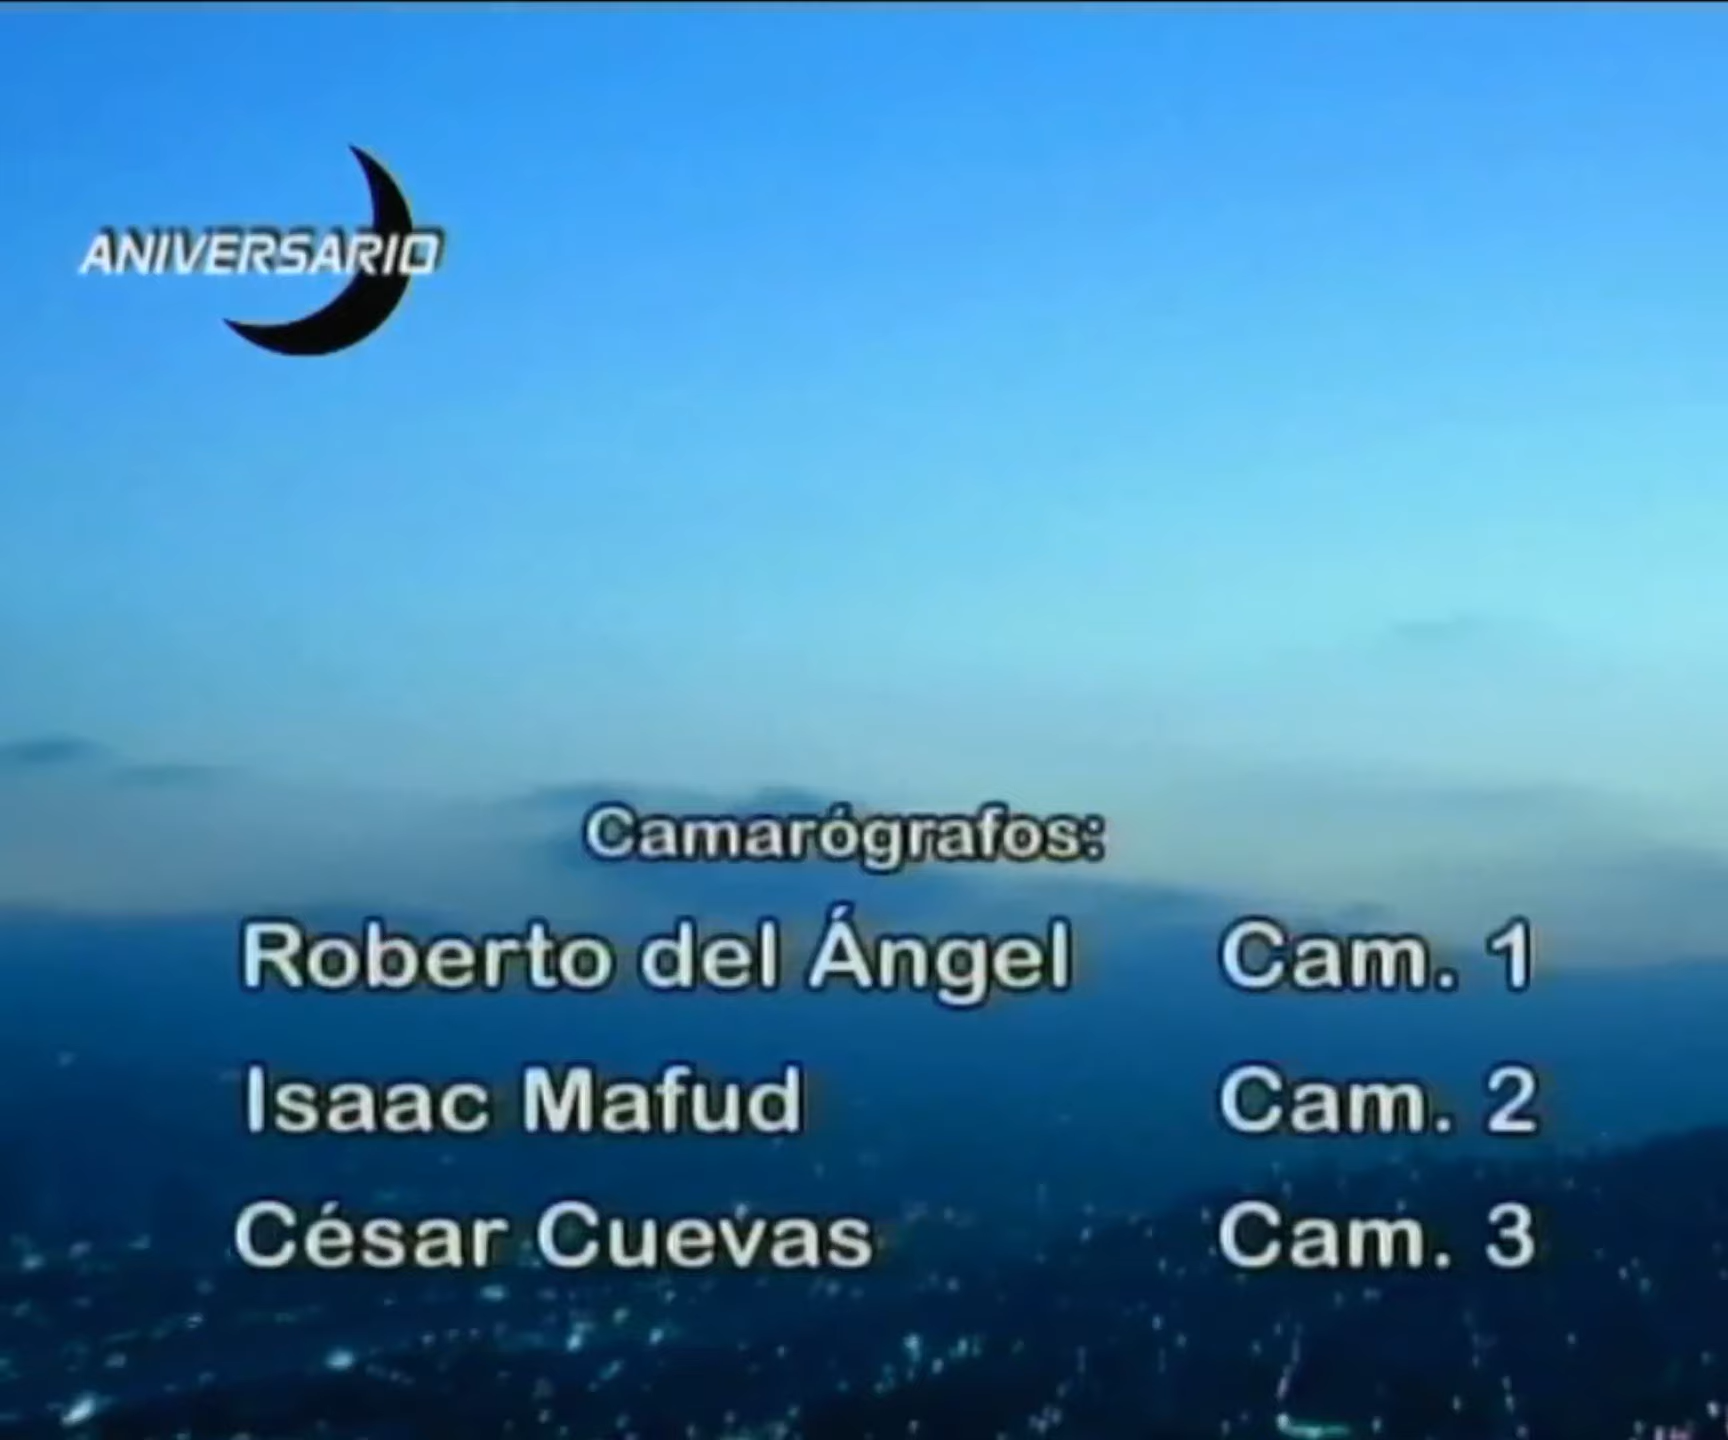 ANIVERSARIO
Camarógrafos:
Roberto del Ángel Cam. 1
Isaac Mafud Cam. 2
César Cuevas Cam. 3